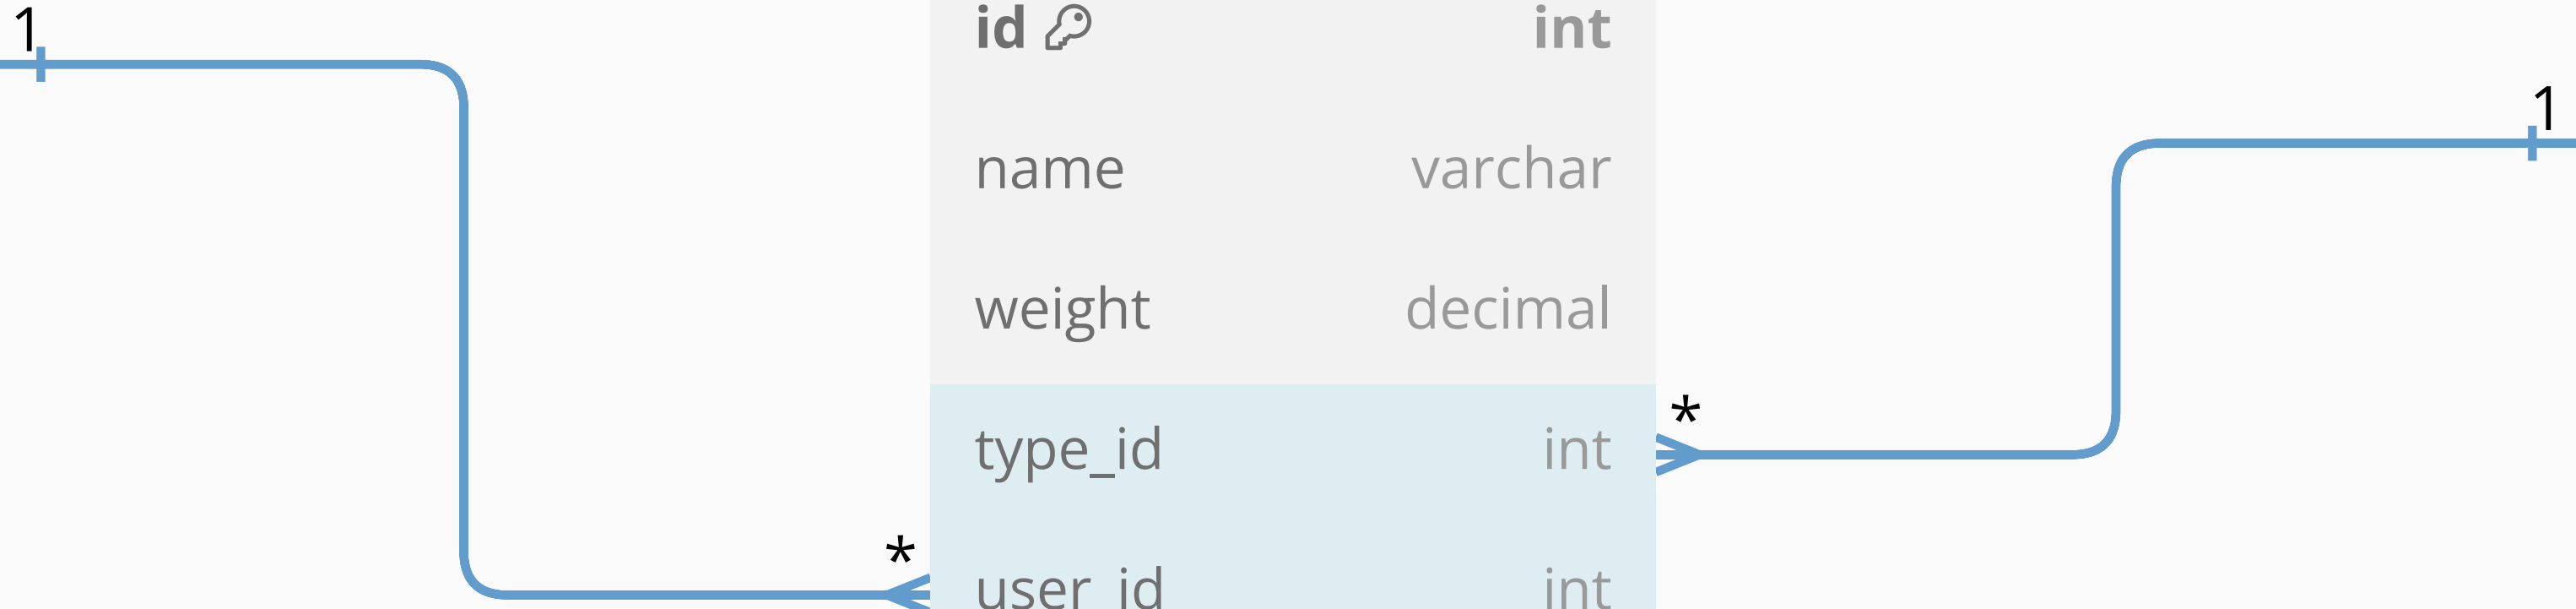 1
id int
1
name varchar
weight decimal
*
type_id int
*
user_id int